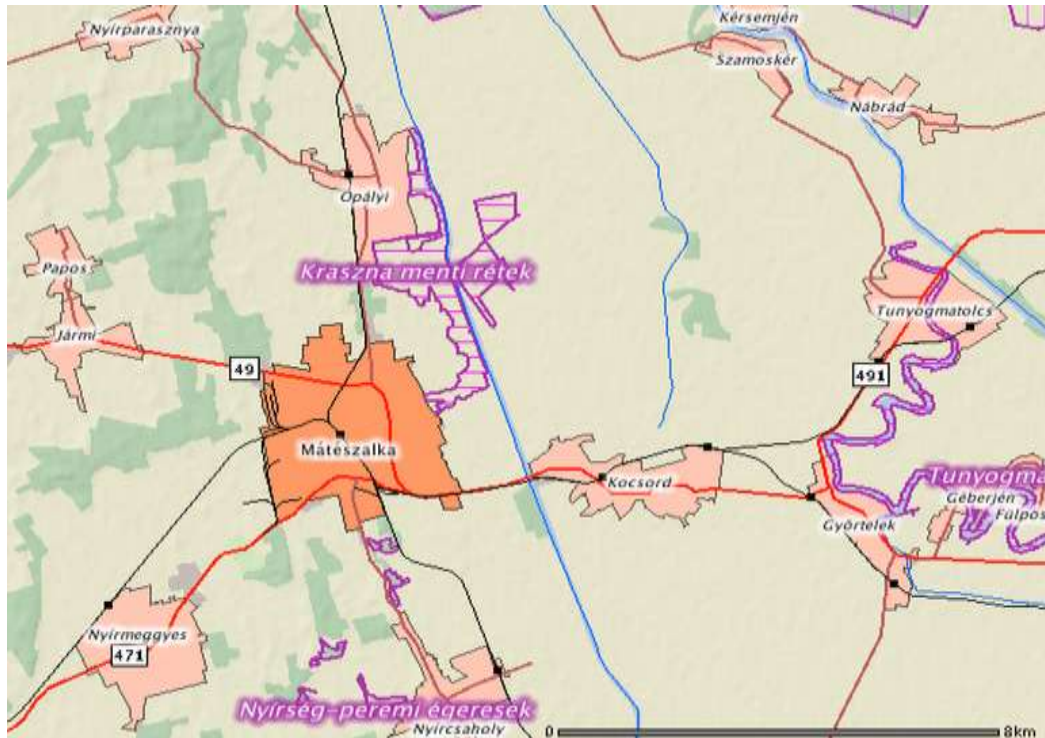 Kérsemjén
Nyírparasznya
Szamoskér
Nábrád
Ópályi
Papos
Kraszna menti rétek
Tunyogmatolcs
Jármi
49
491
Mátészalka
Kocsord
Tunyogma
Géberjén
Fülpös
Győrtelek
Nyírmeggyes
471
Nyírség-peremi égeresek
Nyírcsaholy
0 8km